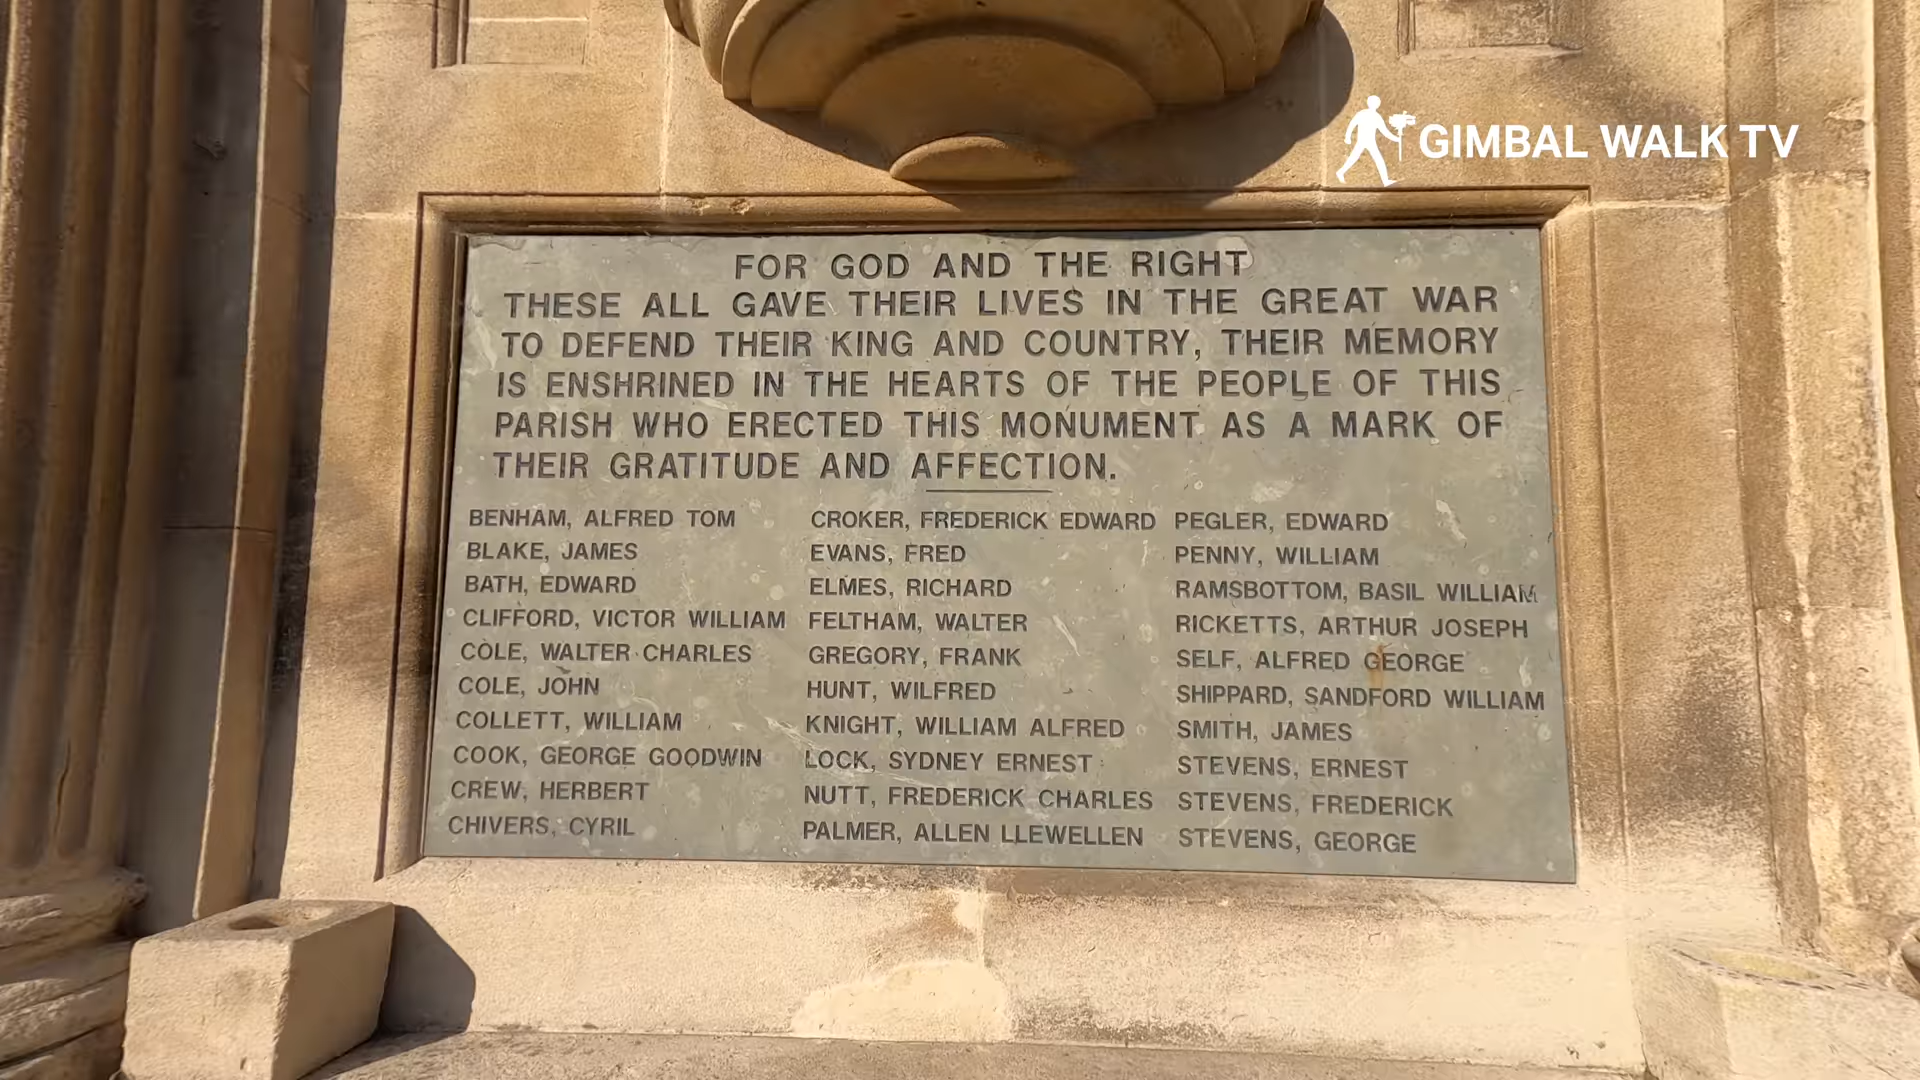 GIMBAL WALK TV
FOR GOD AND THE RIGHT
THESE ALL GAVE THEIR LIVES IN THE GREAT WAR
TO DEFEND THEIR KING AND COUNTRY, THEIR MEMORY
IS ENSHRINED IN THE HEARTS OF THE PEOPLE OF THIS
PARISH WHO ERECTED THIS MONUMENT AS A MARK OF
THEIR GRATITUDE AND AFFECTION.
BENHAM, ALFRED TOM
BLAKE, JAMES
BATH, EDWARD
CLIFFORD, VICTOR WILLIAM
COLE, WALTER CHARLES
COLE, JOHN
COLLETT, WILLIAM
COOK, GEORGE GOODWIN
CREW, HERBERT
CHIVERS, CYRIL
CROKER, FREDERICK EDWARD
EVANS, FRED
ELMES, RICHARD
FELTHAM, WALTER
GREGORY, FRANK
HUNT, WILFRED
KNIGHT, WILLIAM ALFRED
LOCK, SYDNEY ERNEST
NUTT, FREDERICK CHARLES
PALMER, ALLEN LLEWELLEN
PEGLER, EDWARD
PENNY, WILLIAM
RAMSBOTTOM, BASIL WILLIAM
RICKETTS, ARTHUR JOSEPH
SELF, ALFRED GEORGE
SHIPPARD, SANDFORD WILLIAM
SMITH, JAMES
STEVENS, ERNEST
STEVENS, FREDERICK
STEVENS, GEORGE